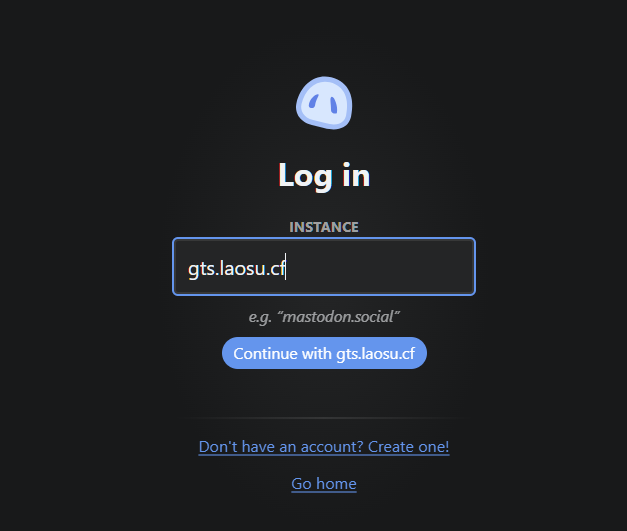 Log in
INSTANCE
gts.laosu.cf
e.g. “mastodon.social”
Continue with gts.laosu.cf
Don't have an account? Create one!
Go home